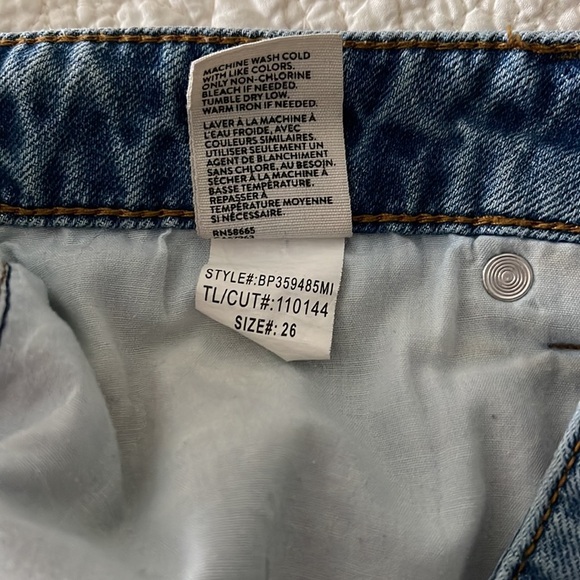 MACHINE WASH COLD
WITH LIKE COLORS.
ONLY NON-CHLORINE
BLEACH IF NEEDED.
TUMBLE DRY LOW.
WARM IRON IF NEEDED.
LAVER À LA MACHINE À
L'EAU FROIDE, AVEC
COULEURS SIMILAIRES.
UTILISER SEULEMENT UN
AGENT DE BLANCHIMENT
SANS CHLORE, AU BESOIN.
SÉCHER À LA MACHINE À
BASSE TEMPÉRATURE.
REPASSER À
TEMPÉRATURE MOYENNE
SI NÉCESSAIRE.
RN58665
STYLE#:BP359485MI
TL/CUT#:110144
SIZE#: 26